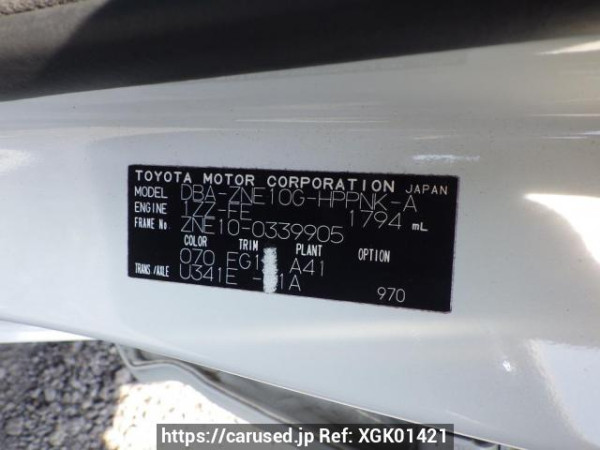 TOYOTA MOTOR CORPORATION JAPAN
MODEL DBA-ZNE10G-HPPNK-A
ENGINE 1ZZ-FE 1794 mL
FRAME No. ZNE10-0339905
COLOR TRIM PLANT OPTION
070 A41
TRANS/AXLE U341E
970
https://carused.jp Ref: XGK01421